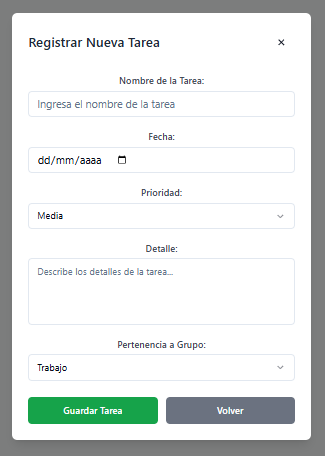 Registrar Nueva Tarea
×
Nombre de la Tarea:
Ingresa el nombre de la tarea
Fecha:
dd/mm/aaaa
Prioridad:
Media
Detalle:
Describe los detalles de la tarea...
Pertenencia a Grupo:
Trabajo
Guardar Tarea
Volver